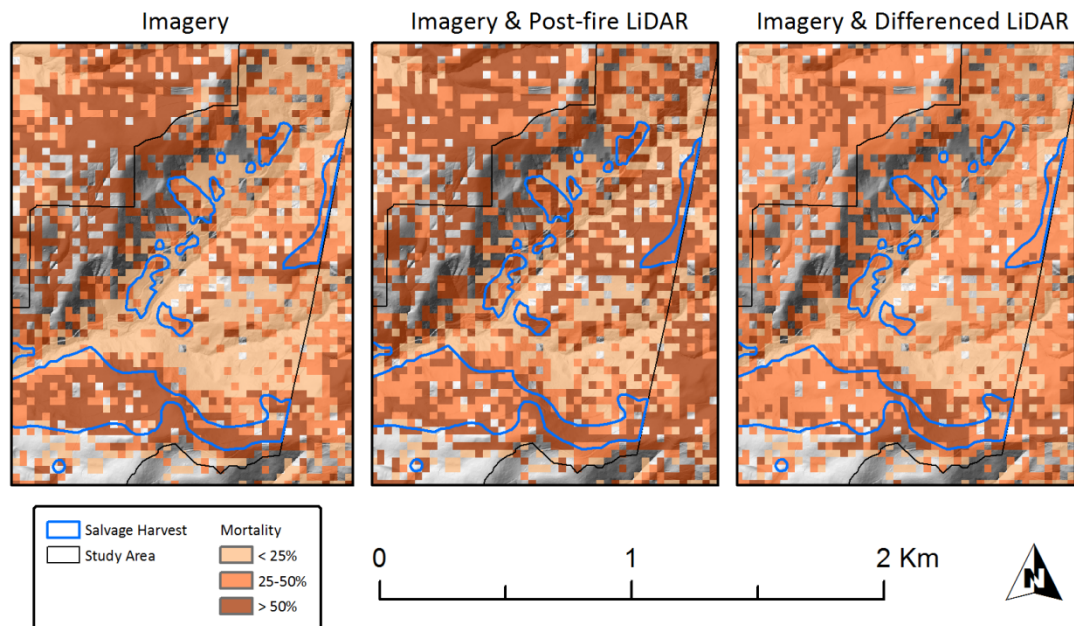 Imagery
Imagery & Post-fire LiDAR
Imagery & Differenced LiDAR
Salvage Harvest
Study Area
Mortality
< 25%
25-50%
> 50%
0
1
2 Km
N